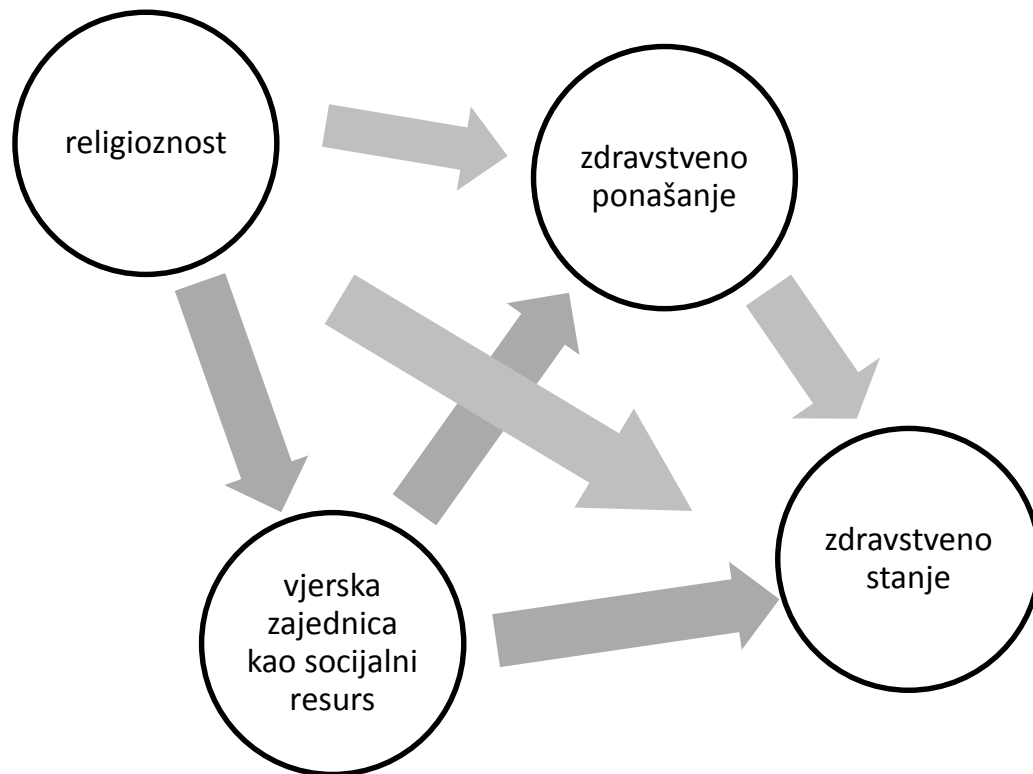 religioznost
zdravstveno
ponašanje
vjerska
zajednica
kao socijalni
resurs
zdravstveno
stanje